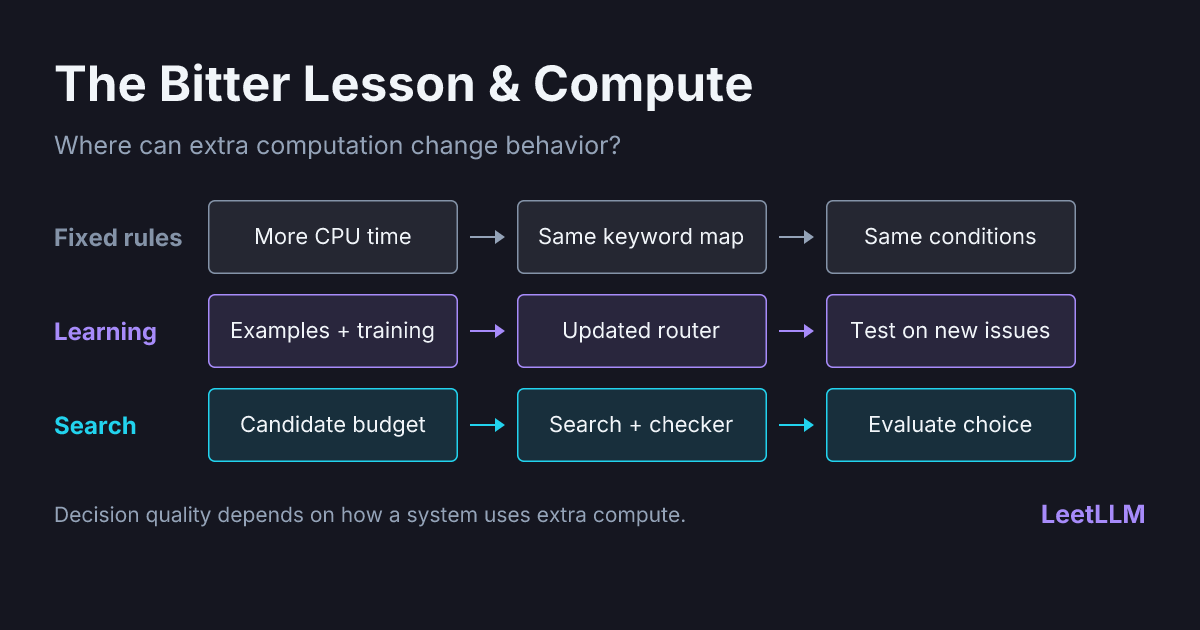 The Bitter Lesson & Compute
Where can extra computation change behavior?
Fixed rules
More CPU time
Same keyword map
Same conditions
Learning
Examples + training
Updated router
Test on new issues
Search
Candidate budget
Search + checker
Evaluate choice
Decision quality depends on how a system uses extra compute.
LeetLLM